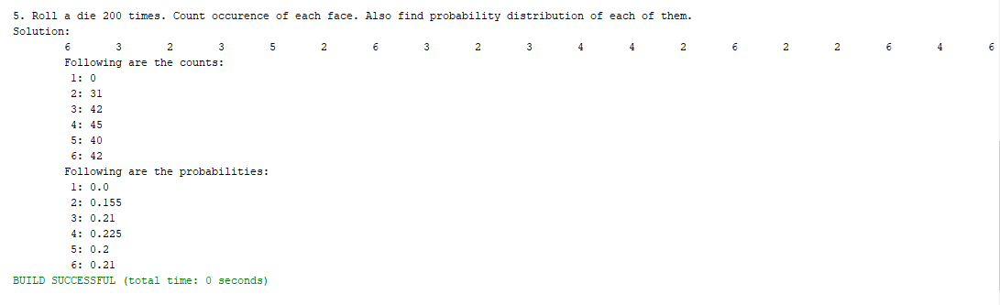 5. Roll a die 200 times. Count occurence of each face. Also find probability distribution of each of them.
Solution:
6 3 2 3 5 2 6 3 2 3 4 4 2 6 2 2 6 4 6
Following are the counts:
1: 0
2: 31
3: 42
4: 45
5: 40
6: 42
Following are the probabilities:
1: 0.0
2: 0.155
3: 0.21
4: 0.225
5: 0.2
6: 0.21
BUILD SUCCESSFUL (total time: 0 seconds)